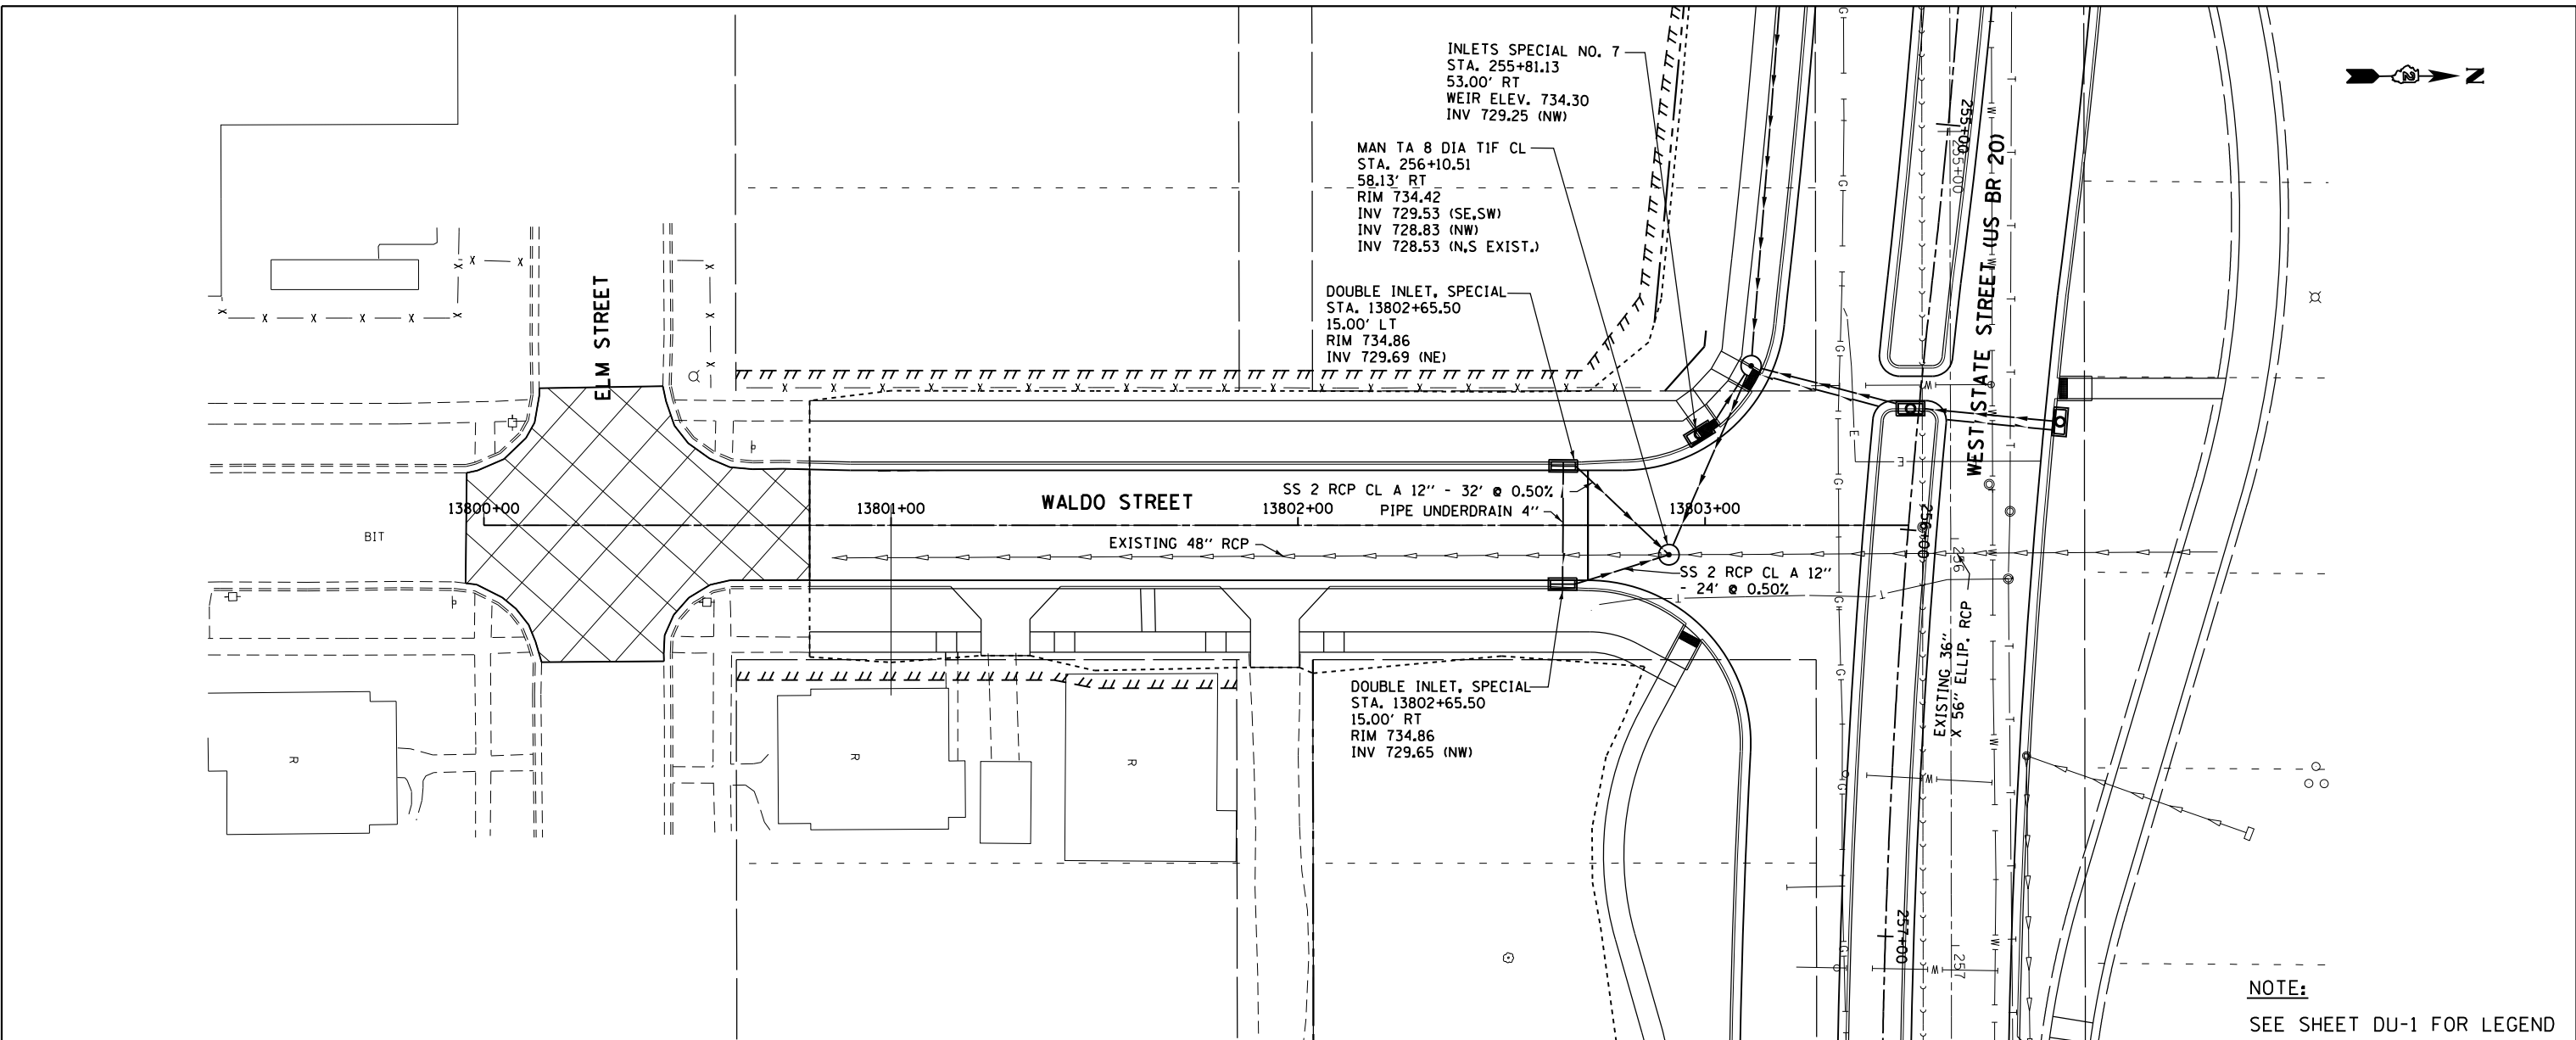 INLETS SPECIAL NO. 7
STA. 255+81.13
53.00' RT
WEIR ELEV. 734.30
INV 729.25 (NW)
MAN TA 8 DIA T1F CL
STA. 256+10.51
58.13' RT
RIM 734.42
INV 729.53 (SE,SW)
INV 728.83 (NW)
INV 728.53 (N,S EXIST.)
DOUBLE INLET, SPECIAL
STA. 13802+65.50
15.00' LT
RIM 734.86
INV 729.69 (NE)
N
2
ELM STREET
WEST STATE STREET (US BR 20)
255+00
255+00
WALDO STREET
13800+00
13801+00
13802+00
13803+00
SS 2 RCP CL A 12" - 32' @ 0.50%
PIPE UNDERDRAIN 4"
EXISTING 48" RCP
BIT
SS 2 RCP CL A 12"
- 24' @ 0.50%
256+00
256
EXISTING 36"
X 56" ELLIP. RCP
DOUBLE INLET, SPECIAL
STA. 13802+65.50
15.00' RT
RIM 734.86
INV 729.65 (NW)
R
R
R
257+00
257
NOTE:
SEE SHEET DU-1 FOR LEGEND